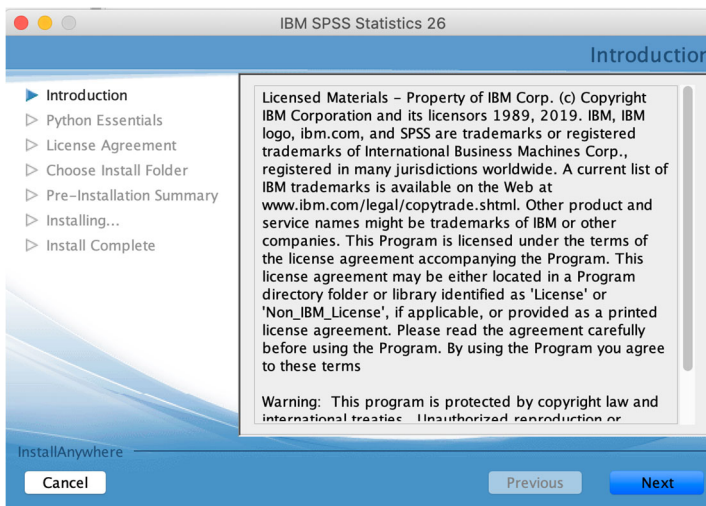 IBM SPSS Statistics 26
Introduction
Introduction
Python Essentials
License Agreement
Choose Install Folder
Pre-Installation Summary
Installing...
Install Complete
Licensed Materials – Property of IBM Corp. (c) Copyright
IBM Corporation and its licensors 1989, 2019. IBM, IBM
logo, ibm.com, and SPSS are trademarks or registered
trademarks of International Business Machines Corp.,
registered in many jurisdictions worldwide. A current list of
IBM trademarks is available on the Web at
www.ibm.com/legal/copytrade.shtml. Other product and
service names might be trademarks of IBM or other
companies. This Program is licensed under the terms of
the license agreement accompanying the Program. This
license agreement may be either located in a Program
directory folder or library identified as 'License' or
'Non_IBM_License', if applicable, or provided as a printed
license agreement. Please read the agreement carefully
before using the Program. By using the Program you agree
to these terms
Warning:  This program is protected by copyright law and
international treaties.  Unauthorized reproduction or
InstallAnywhere
Cancel
Previous
Next